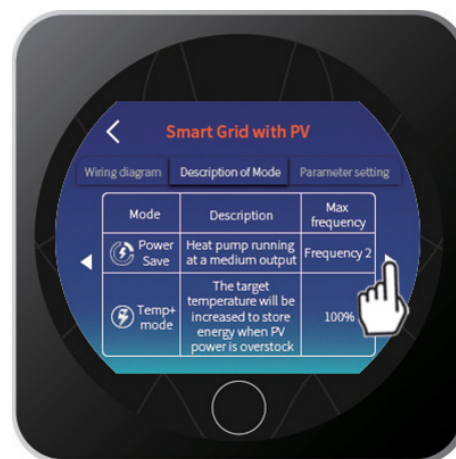 Smart Grid with PV
Wiring diagram
Description of Mode
Parameter setting
Mode
Description
Max
frequency
Power
Save
Heat pump running
at a medium output
Frequency 2
Temp+
mode
The target
temperature will be
increased to store
energy when PV
power is overstock
100%